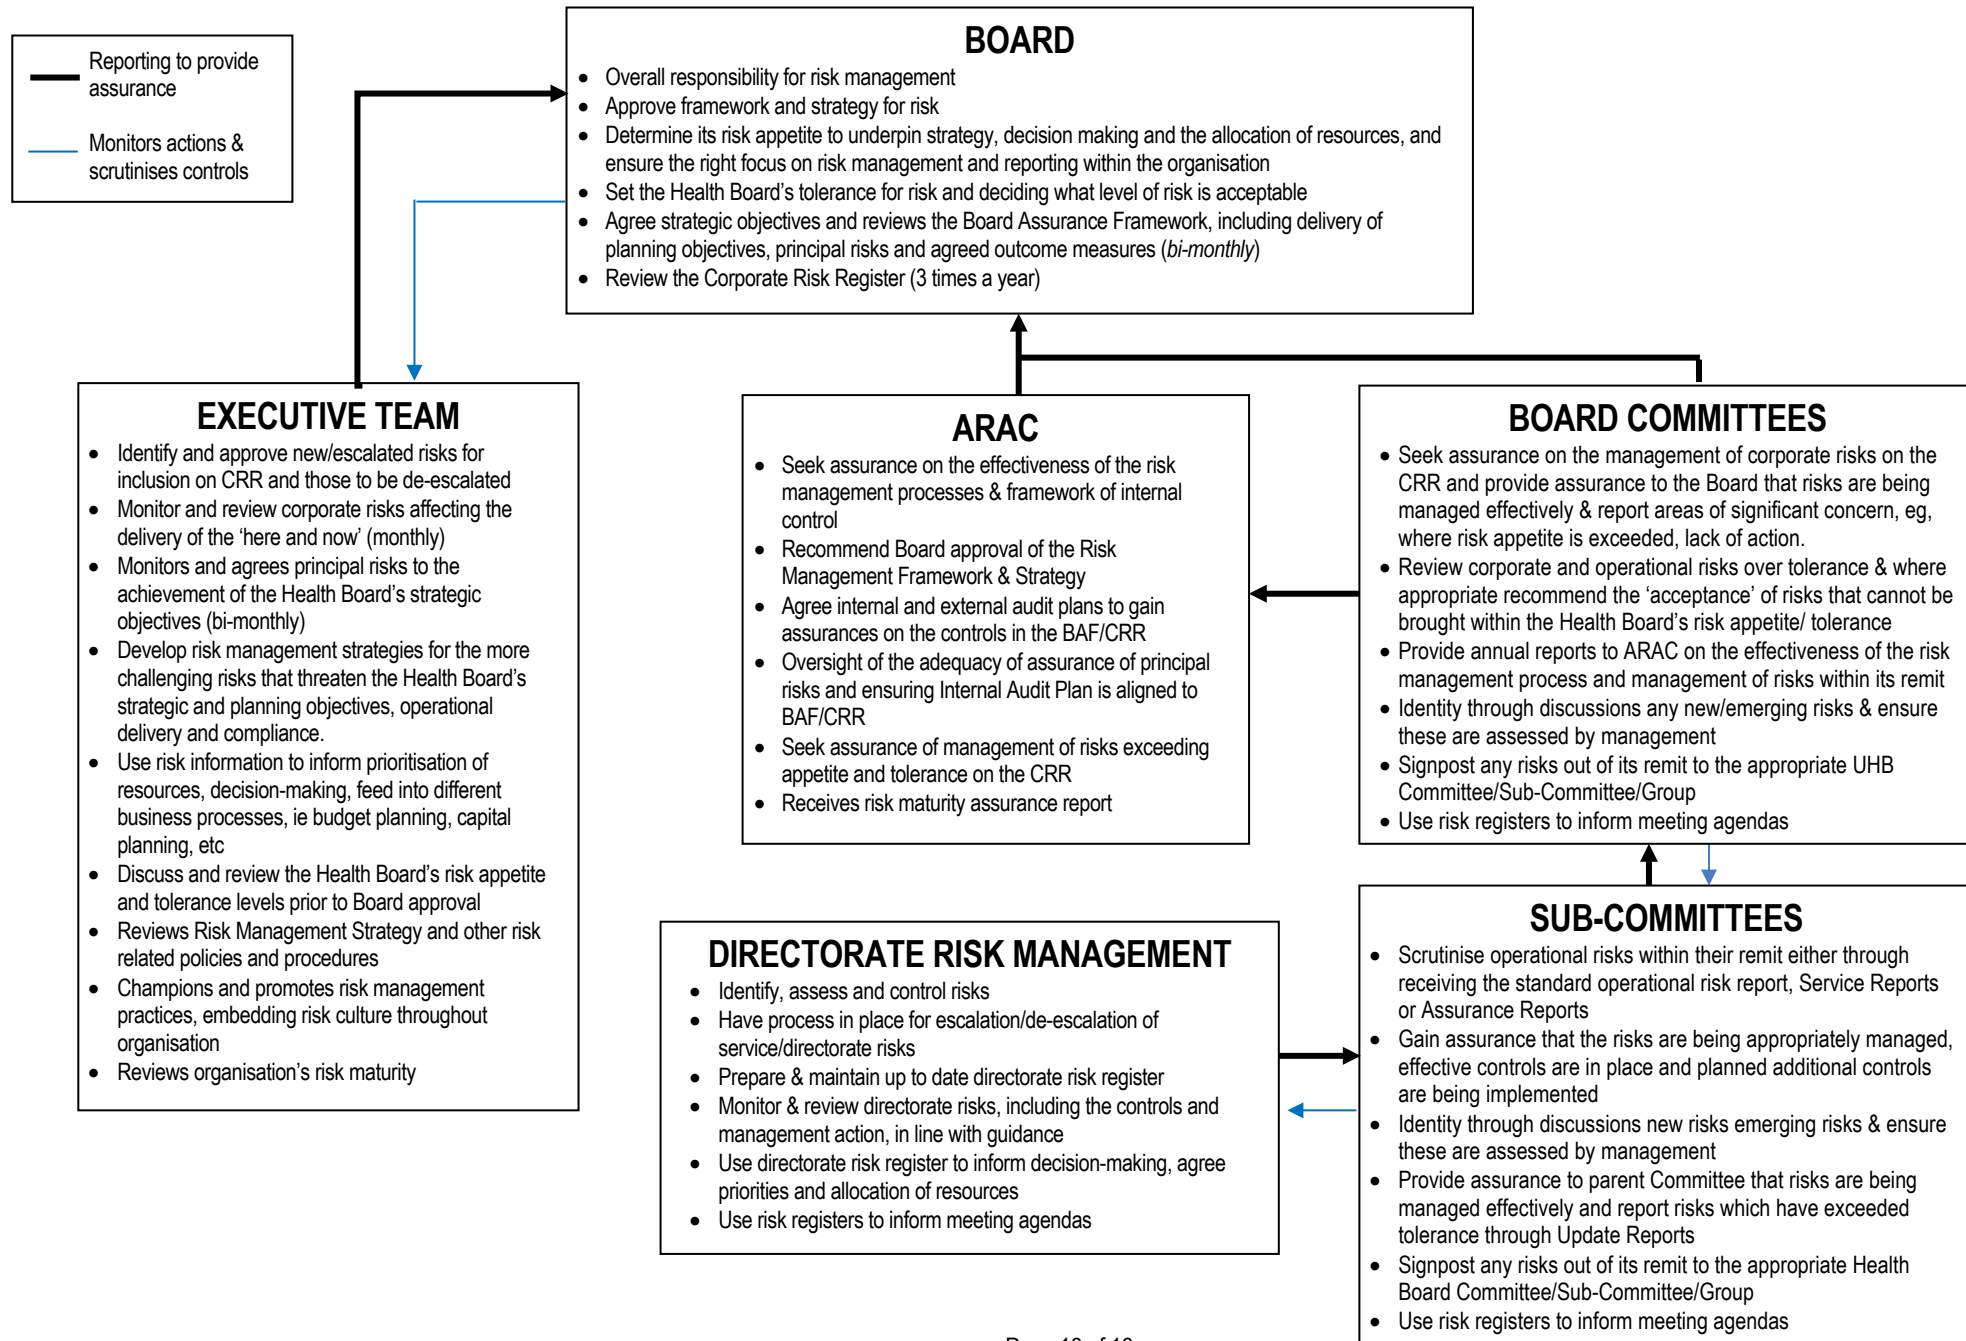 Reporting to provide
assurance
Monitors actions &
scrutinises controls
BOARD
• Overall responsibility for risk management
• Approve framework and strategy for risk
• Determine its risk appetite to underpin strategy, decision making and the allocation of resources, and
ensure the right focus on risk management and reporting within the organisation
• Set the Health Board’s tolerance for risk and deciding what level of risk is acceptable
• Agree strategic objectives and reviews the Board Assurance Framework, including delivery of
planning objectives, principal risks and agreed outcome measures (bi-monthly)
• Review the Corporate Risk Register (3 times a year)
EXECUTIVE TEAM
• Identify and approve new/escalated risks for
inclusion on CRR and those to be de-escalated
• Monitor and review corporate risks affecting the
delivery of the ‘here and now’ (monthly)
• Monitors and agrees principal risks to the
achievement of the Health Board’s strategic
objectives (bi-monthly)
• Develop risk management strategies for the more
challenging risks that threaten the Health Board’s
strategic and planning objectives, operational
delivery and compliance.
• Use risk information to inform prioritisation of
resources, decision-making, feed into different
business processes, ie budget planning, capital
planning, etc
• Discuss and review the Health Board’s risk appetite
and tolerance levels prior to Board approval
• Reviews Risk Management Strategy and other risk
related policies and procedures
• Champions and promotes risk management
practices, embedding risk culture throughout
organisation
• Reviews organisation’s risk maturity
ARAC
• Seek assurance on the effectiveness of the risk
management processes & framework of internal
control
• Recommend Board approval of the Risk
Management Framework & Strategy
• Agree internal and external audit plans to gain
assurances on the controls in the BAF/CRR
• Oversight of the adequacy of assurance of principal
risks and ensuring Internal Audit Plan is aligned to
BAF/CRR
• Seek assurance of management of risks exceeding
appetite and tolerance on the CRR
• Receives risk maturity assurance report
BOARD COMMITTEES
• Seek assurance on the management of corporate risks on the
CRR and provide assurance to the Board that risks are being
managed effectively & report areas of significant concern, eg,
where risk appetite is exceeded, lack of action.
• Review corporate and operational risks over tolerance & where
appropriate recommend the ‘acceptance’ of risks that cannot be
brought within the Health Board’s risk appetite/ tolerance
• Provide annual reports to ARAC on the effectiveness of the risk
management process and management of risks within its remit
• Identity through discussions any new/emerging risks & ensure
these are assessed by management
• Signpost any risks out of its remit to the appropriate UHB
Committee/Sub-Committee/Group
• Use risk registers to inform meeting agendas
DIRECTORATE RISK MANAGEMENT
• Identify, assess and control risks
• Have process in place for escalation/de-escalation of
service/directorate risks
• Prepare & maintain up to date directorate risk register
• Monitor & review directorate risks, including the controls and
management action, in line with guidance
• Use directorate risk register to inform decision-making, agree
priorities and allocation of resources
• Use risk registers to inform meeting agendas
SUB-COMMITTEES
• Scrutinise operational risks within their remit either through
receiving the standard operational risk report, Service Reports
or Assurance Reports
• Gain assurance that the risks are being appropriately managed,
effective controls are in place and planned additional controls
are being implemented
• Identity through discussions new risks emerging risks & ensure
these are assessed by management
• Provide assurance to parent Committee that risks are being
managed effectively and report risks which have exceeded
tolerance through Update Reports
• Signpost any risks out of its remit to the appropriate Health
Board Committee/Sub-Committee/Group
• Use risk registers to inform meeting agendas